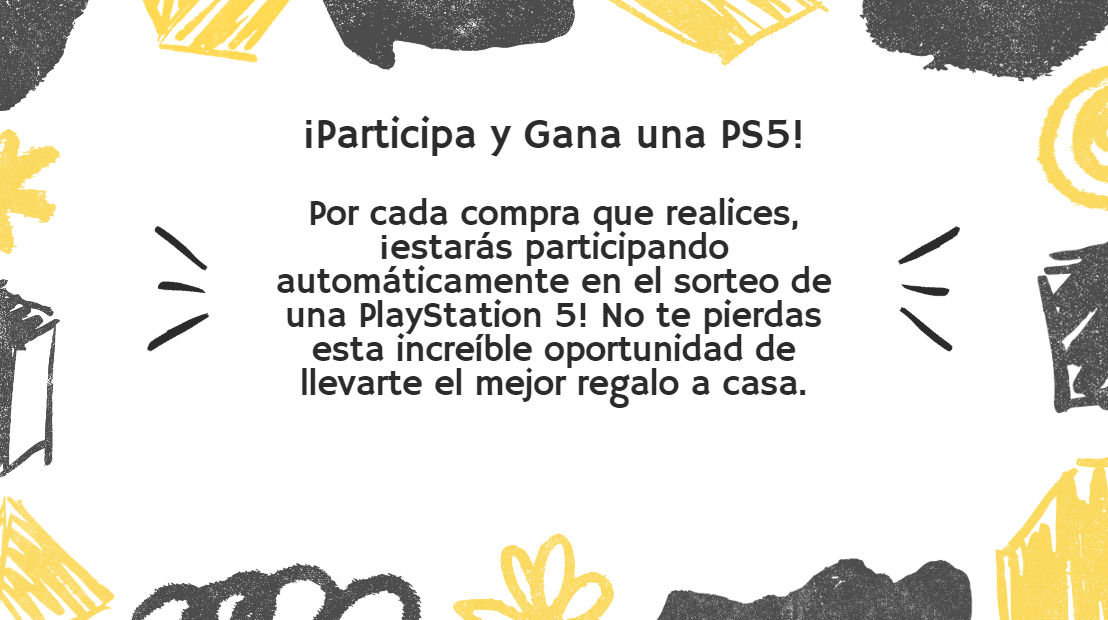 ¡Participa y Gana una PS5!
Por cada compra que realices,
¡estarás participando
automáticamente en el sorteo de
una PlayStation 5! No te pierdas
esta increíble oportunidad de
llevarte el mejor regalo a casa.